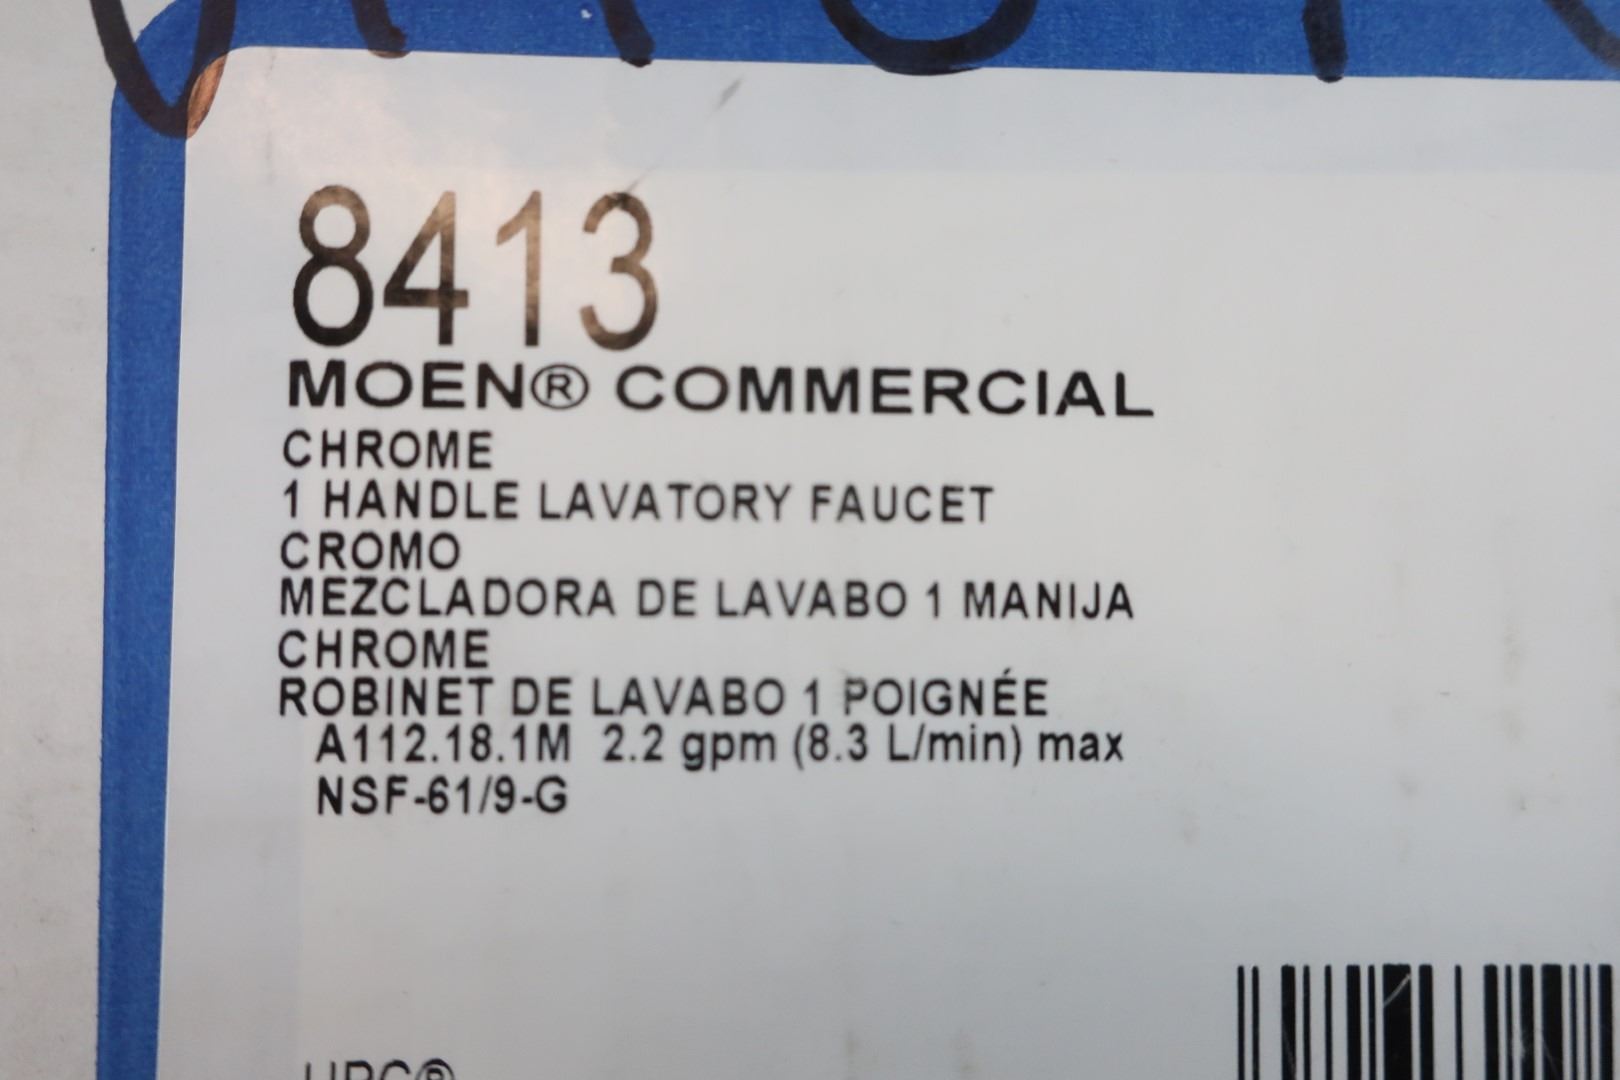 8413
MOEN® COMMERCIAL
CHROME
1 HANDLE LAVATORY FAUCET
CROMO
MEZCLADORA DE LAVABO 1 MANIJA
CHROME
ROBINET DE LAVABO 1 POIGNÉE
A112.18.1M 2.2 gpm (8.3 L/min) max
NSF-61/9-G
UPC®